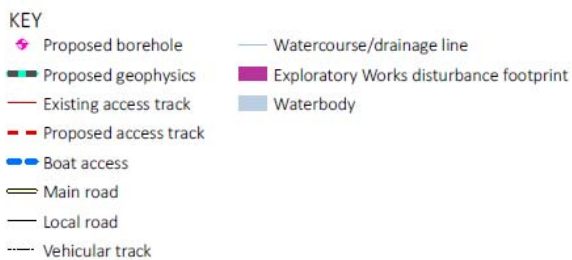 KEY
Proposed borehole
Proposed geophysics
Existing access track
Proposed access track
Boat access
Main road
Local road
Vehicular track
Watercourse/drainage line
Exploratory Works disturbance footprint
Waterbody